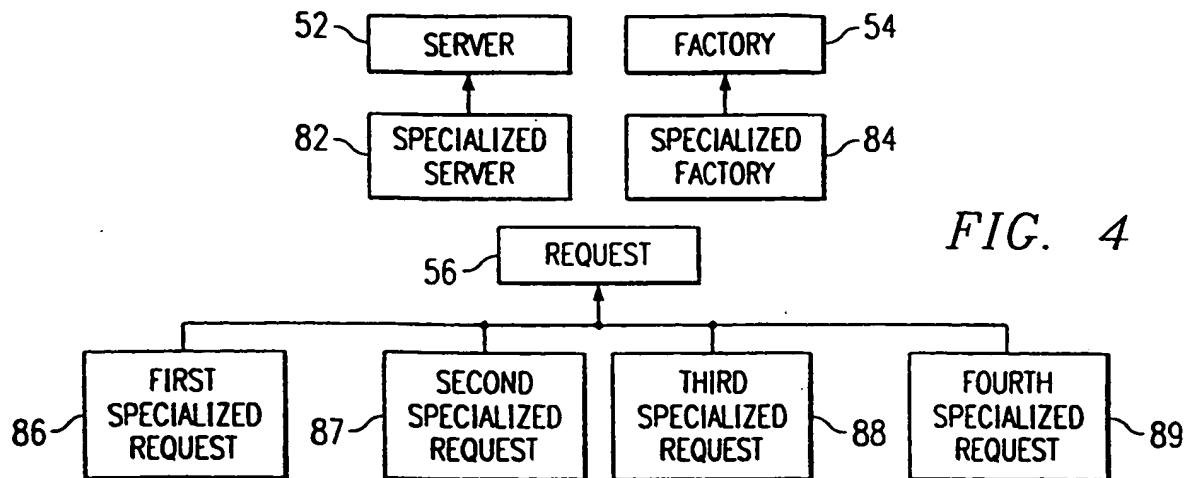 52
SERVER
FACTORY
54
82
SPECIALIZED
SERVER
SPECIALIZED
FACTORY
84
REQUEST
56
FIG. 4
86
FIRST
SPECIALIZED
REQUEST
87
SECOND
SPECIALIZED
REQUEST
THIRD
SPECIALIZED
REQUEST
88
FOURTH
SPECIALIZED
REQUEST
89